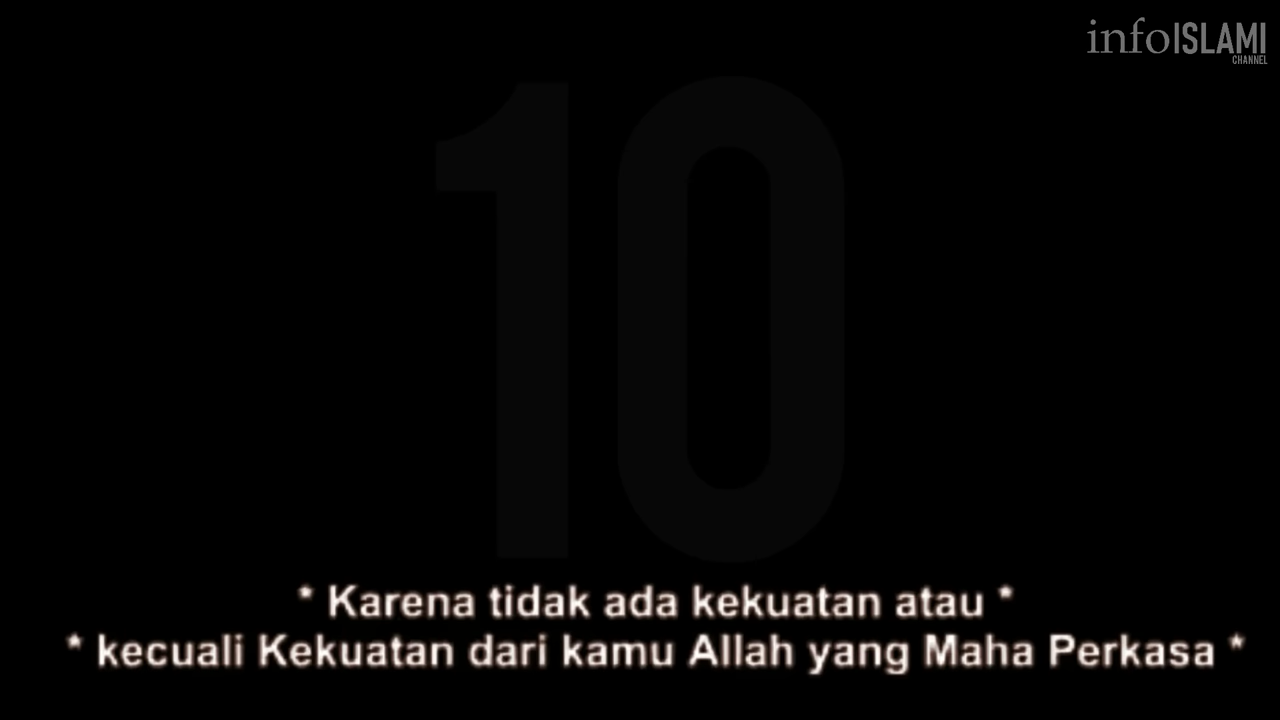 infoISLAMI
CHANNEL
10
* Karena tidak ada kekuatan atau *
* kecuali Kekuatan dari kamu Allah yang Maha Perkasa *